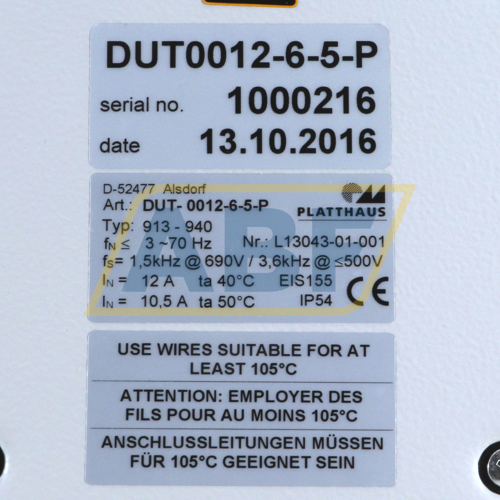 DUT0012-6-5-P
serial no. 1000216
date 13.10.2016
D-52477 Alsdorf
Art.: DUT- 0012-6-5-P
PLATTHAUS
Typ: 913 - 940
fN ≤ 3 ~70 Hz Nr.: L13043-01-001
fs= 1,5kHz @ 690V / 3,6kHz @ ≤500V
IN = 12 A ta 40°C EIS155
IN = 10,5 A ta 50°C IP54 CE
ABF
USE WIRES SUITABLE FOR AT
LEAST 105°C
ATTENTION: EMPLOYER DES
FILS POUR AU MOINS 105°C
ANSCHLUSSLEITUNGEN MÜSSEN
FÜR 105°C GEEIGNET SEIN